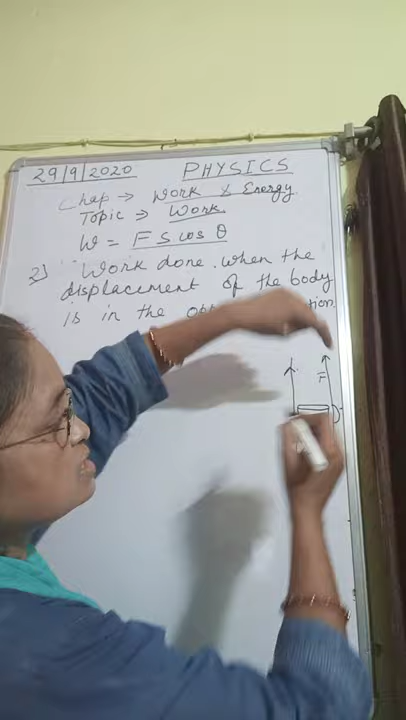 29/9/2020 PHYSICS
Chap → Work & Energy
Topic → Work
W = F S cos θ
2) Work done when the
displacement of the body
is in the
F